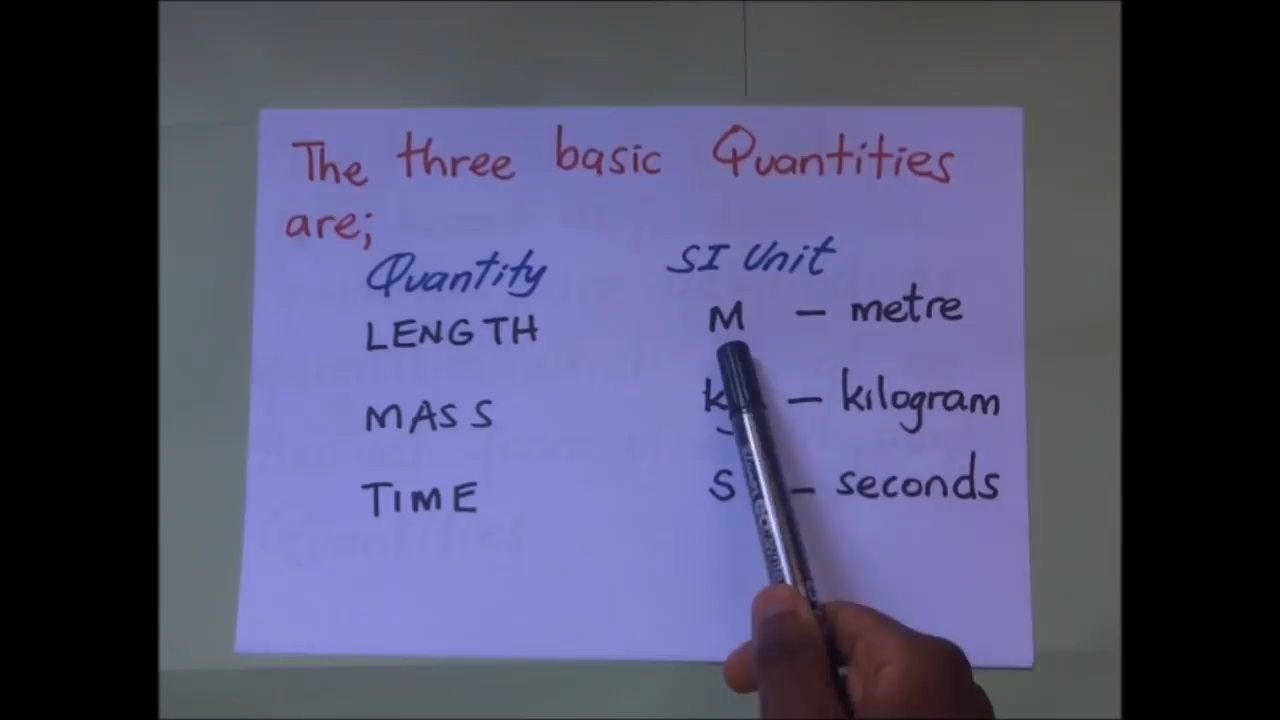 The three basic Quantities
are;
Quantity SI Unit
LENGTH M – metre
MASS – kilogram
TIME S – seconds